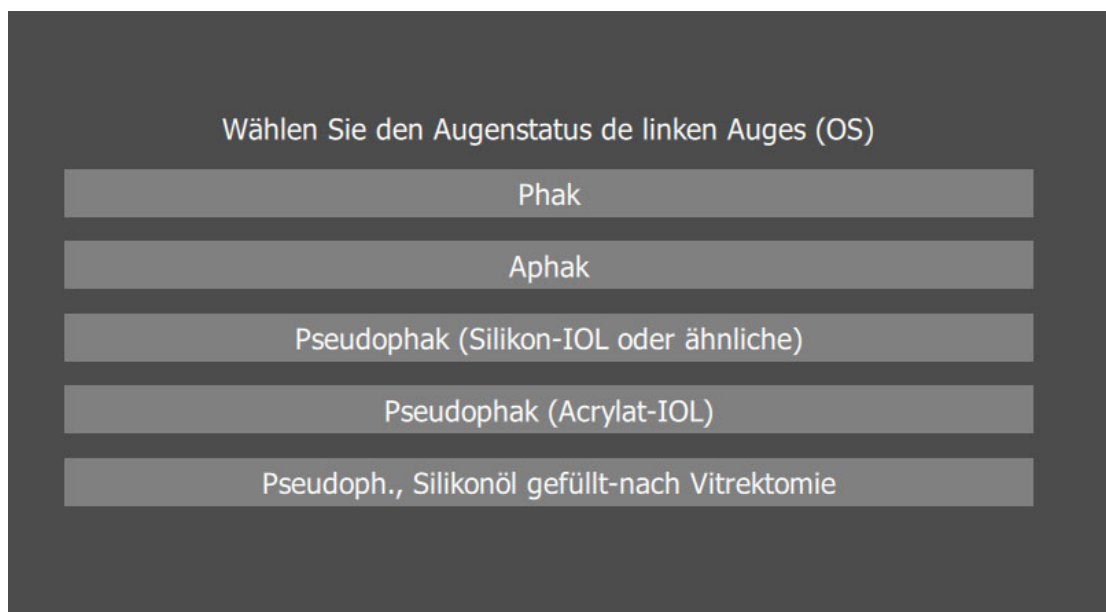 Wählen Sie den Augenstatus de linken Auges (OS)
Phak
Aphak
Pseudophak (Silikon-IOL oder ähnliche)
Pseudophak (Acrylat-IOL)
Pseudoph., Silikonöl gefüllt-nach Vitrektomie